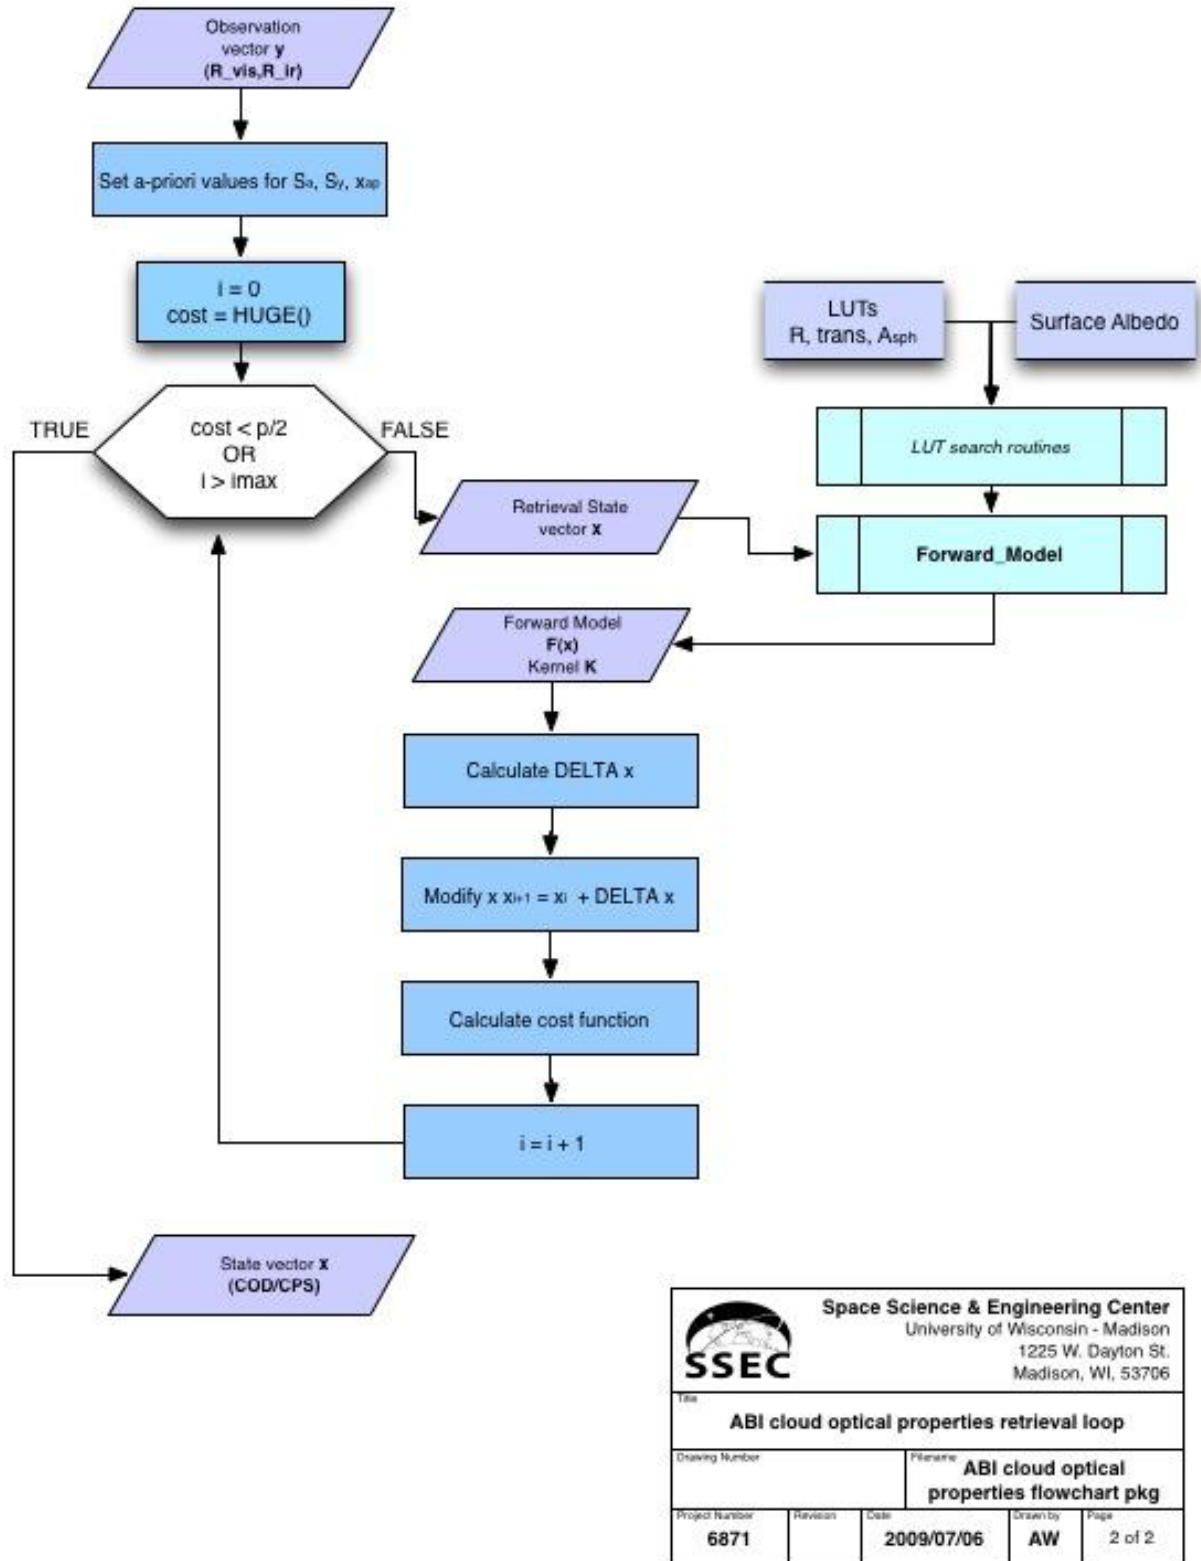 Observation
vector y
(R_vis,R_ir)
Set a-priori values for Sa, Sy, xap
i = 0
cost = HUGE()
TRUE
cost < p/2
OR
i > imax
FALSE
LUTs
R, trans, Asph
Surface Albedo
LUT search routines
Retrieval State
vector x
Forward_Model
Forward Model
F(x)
Kernel K
Calculate DELTA x
Modify x xi+1 = xi + DELTA x
Calculate cost function
i = i + 1
State vector x
(COD/CPS)
SSEC
Space Science & Engineering Center
University of Wisconsin - Madison
1225 W. Dayton St.
Madison, WI, 53706
Title
ABI cloud optical properties retrieval loop
Drawing Number
Filename
ABI cloud optical
properties flowchart pkg
Project Number
6871
Revision
Date
2009/07/06
Drawn by
AW
Page
2 of 2